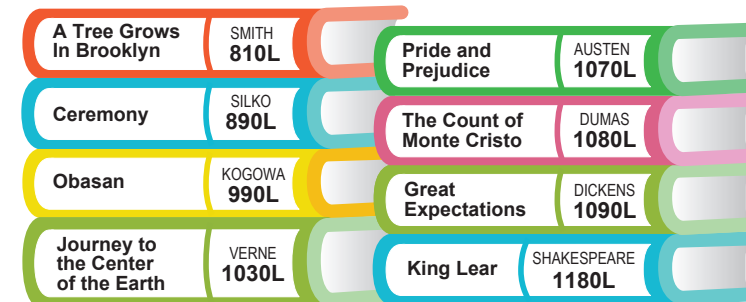 A Tree Grows
In Brooklyn
SMITH
810L
Ceremony
SILKO
890L
Obasan
KOGOWA
990L
Journey to
the Center
of the Earth
VERNE
1030L
Pride and
Prejudice
AUSTEN
1070L
The Count of
Monte Cristo
DUMAS
1080L
Great
Expectations
DICKENS
1090L
King Lear
SHAKESPEARE
1180L